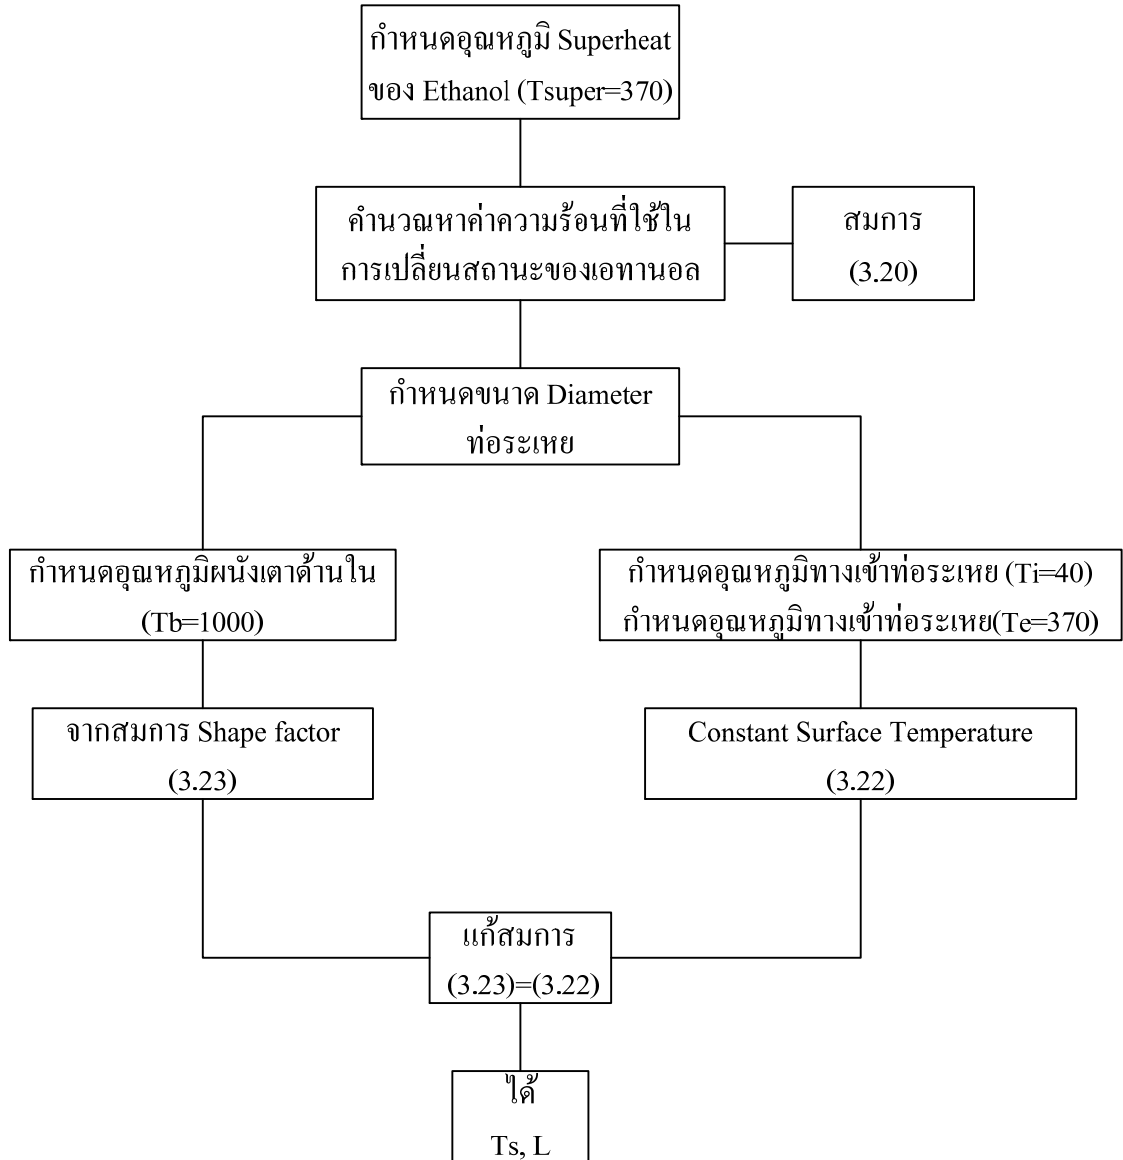 กำหนดอุณหภูมิ Superheat
ของ Ethanol (Tsuper=370)
คำนวณหาค่าความร้อนที่ใช้ใน
การเปลี่ยนสถานะของเอทานอล
สมการ
(3.20)
กำหนดขนาด Diameter
ท่อระเหย
กำหนดอุณหภูมิผนังเตาด้านใน
(Tb=1000)
กำหนดอุณหภูมิทางเข้าท่อระเหย (Ti=40)
กำหนดอุณหภูมิทางเข้าท่อระเหย(Te=370)
จากสมการ Shape factor
(3.23)
Constant Surface Temperature
(3.22)
แก้สมการ
(3.23)=(3.22)
ได้
Ts, L